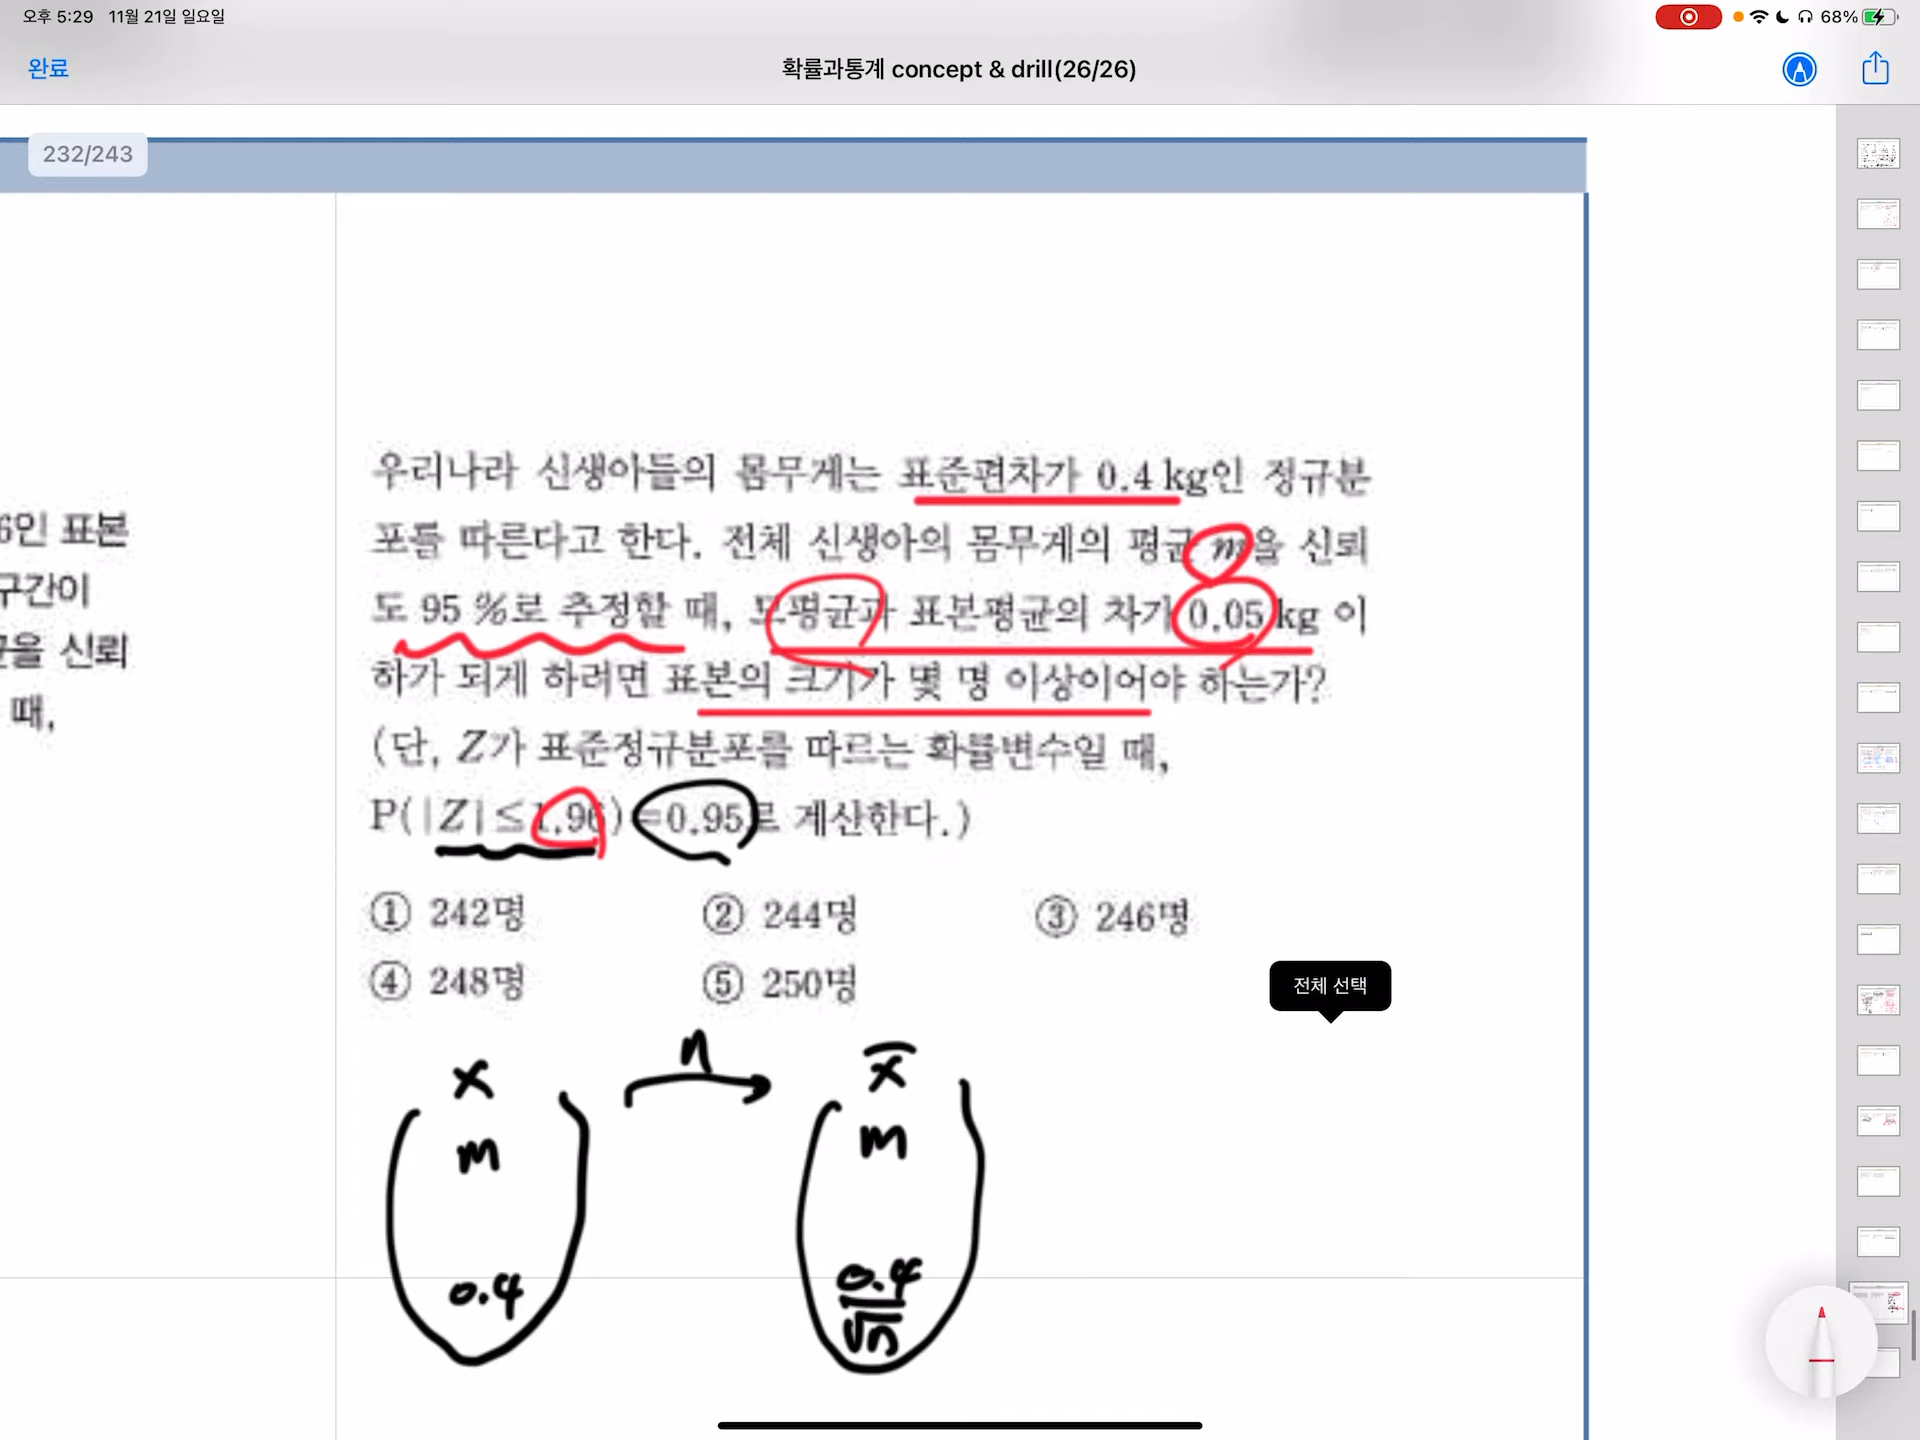 오후 5:29 11월 21일 일요일
68%
완료
확률과통계 concept & drill(26/26)
232/243
6인 표본
구간이
을 신뢰
때,
우리나라 신생아들의 몸무게는 표준편차가 0.4 kg인 정규분
포를 따른다고 한다. 전체 신생아의 몸무게의 평균 m을 신뢰
도 95 %로 추정할 때, 모평균과 표본평균의 차가 0.05 kg 이
하가 되게 하려면 표본의 크기가 몇 명 이상이어야 하는가?
(단, Z가 표준정규분포를 따르는 확률변수일 때,
P(|Z|≤1.96)=0.95로 계산한다.)
① 242명 ② 244명 ③ 246명
④ 248명 ⑤ 250명
전체 선택
x n x̄
m m
0.4 0.4/√n